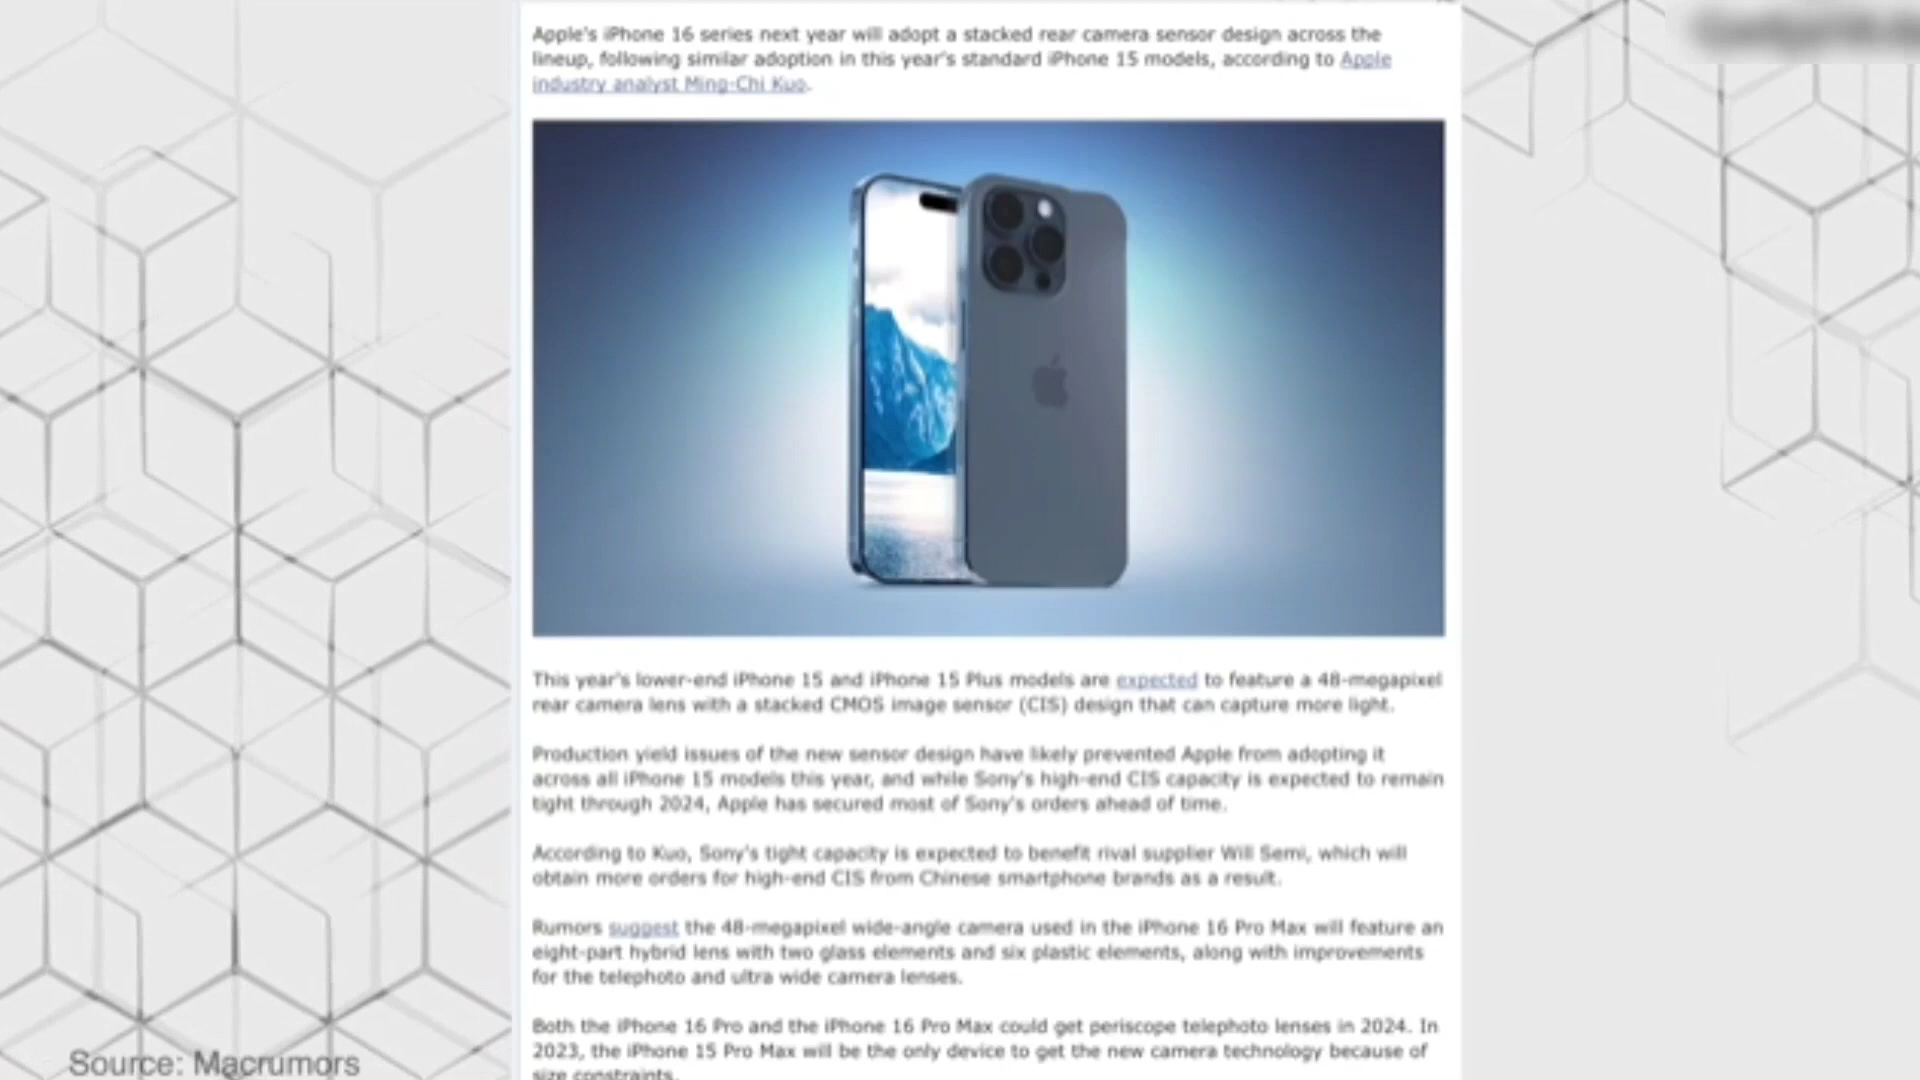 Apple's iPhone 16 series next year will adopt a stacked rear camera sensor design across the
lineup, following similar adoption in this year's standard iPhone 15 models, according to Apple
industry analyst Ming-Chi Kuo.
This year's lower-end iPhone 15 and iPhone 15 Plus models are expected to feature a 48-megapixel
rear camera lens with a stacked CMOS image sensor (CIS) design that can capture more light.
Production yield issues of the new sensor design have likely prevented Apple from adopting it
across all iPhone 15 models this year, and while Sony's high-end CIS capacity is expected to remain
tight through 2024, Apple has secured most of Sony's orders ahead of time.
According to Kuo, Sony's tight capacity is expected to benefit rival supplier Will Semi, which will
obtain more orders for high-end CIS from Chinese smartphone brands as a result.
Rumors suggest the 48-megapixel wide-angle camera used in the iPhone 16 Pro Max will feature an
eight-part hybrid lens with two glass elements and six plastic elements, along with improvements
for the telephoto and ultra wide camera lenses.
Both the iPhone 16 Pro and the iPhone 16 Pro Max could get periscope telephoto lenses in 2024. In
2023, the iPhone 15 Pro Max will be the only device to get the new camera technology because of
size constraints.
Source: Macrumors